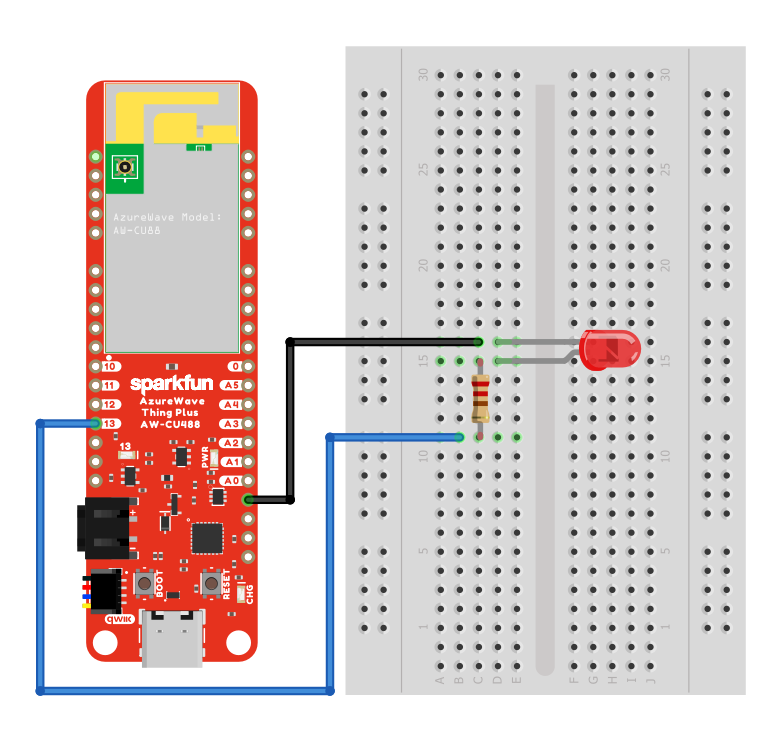 AzureWave Model:
AW-CU88
10
11
12
13
0
A5
A4
A3
A2
A1
A0
sparkfun
AzureWave
Thing Plus
AW-CU488
13
PWR
+
-
BOOT
RESET
CHG
qwiic
30
25
20
15
10
5
1
30
25
20
15
10
5
1
A B C D E
F G H I J